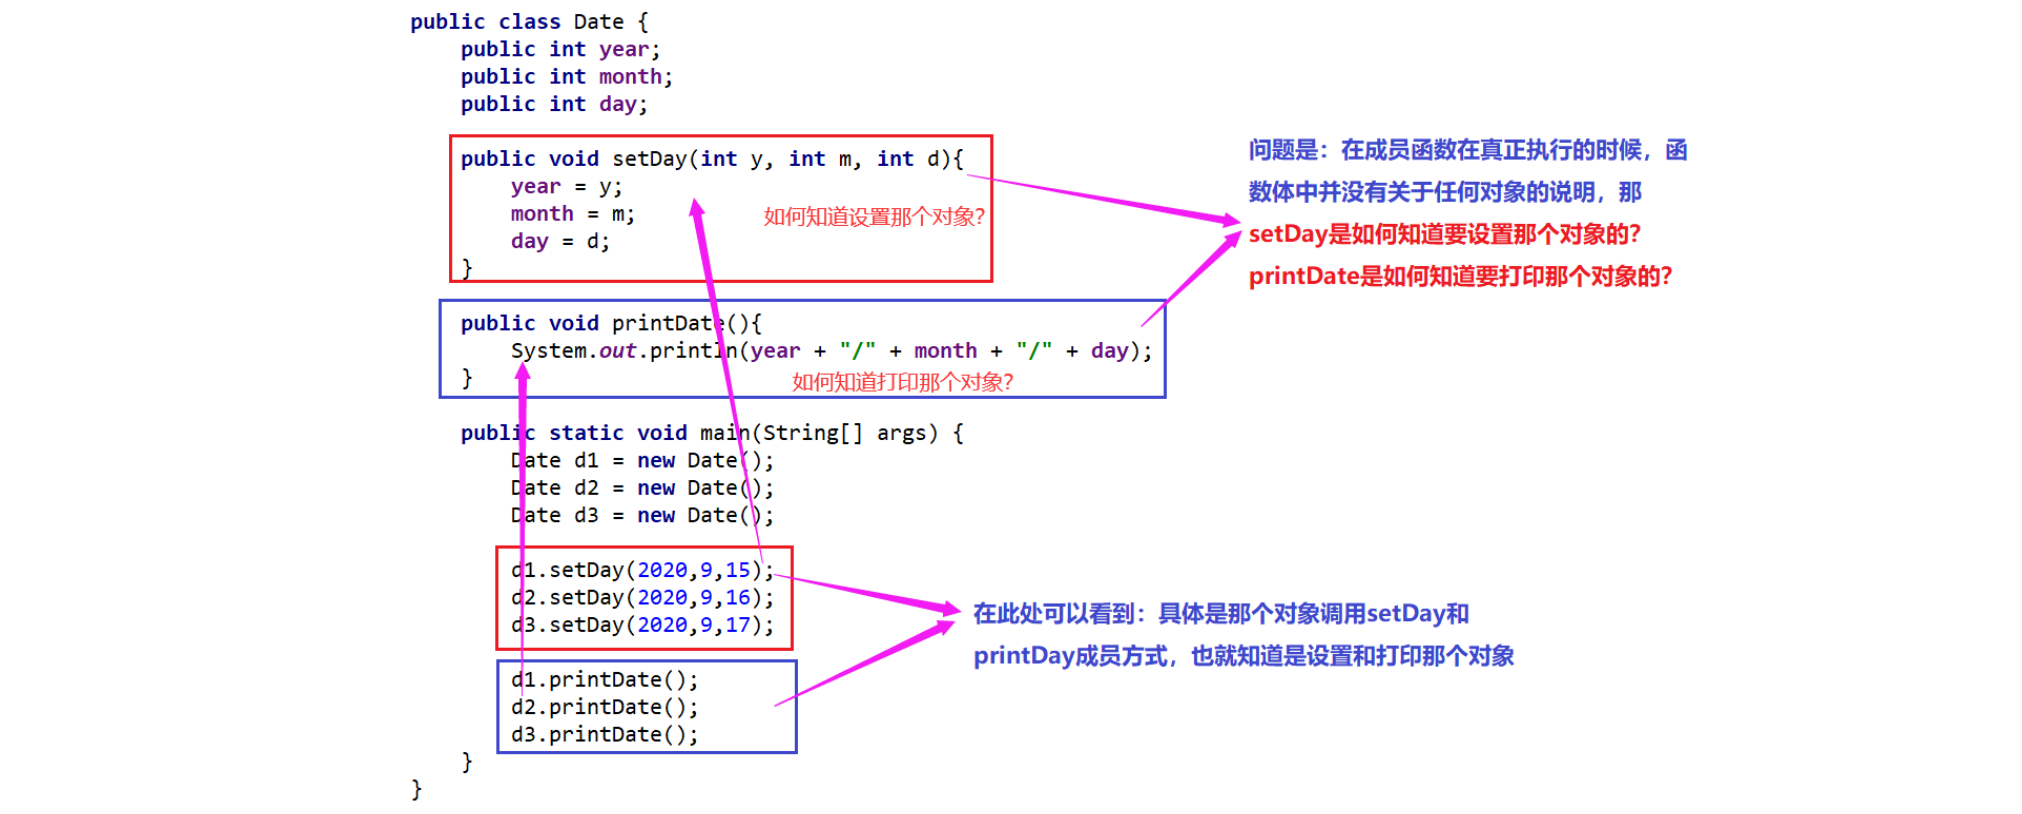 public class Date {
public int year;
public int month;
public int day;
public void setDay(int y, int m, int d){
year = y;
month = m;
day = d;
}
如何知道设置那个对象?
问题是：在成员函数在真正执行的时候，函
数体中并没有关于任何对象的说明，那
setDay是如何知道要设置那个对象的?
printDate是如何知道要打印那个对象的?
public void printDate(){
System.out.println(year + "/" + month + "/" + day);
}
如何知道打印那个对象?
public static void main(String[] args) {
Date d1 = new Date();
Date d2 = new Date();
Date d3 = new Date();
d1.setDay(2020,9,15);
d2.setDay(2020,9,16);
d3.setDay(2020,9,17);
在此处可以看到：具体是那个对象调用setDay和
printDay成员方式，也就知道是设置和打印那个对象
d1.printDate();
d2.printDate();
d3.printDate();
}
}